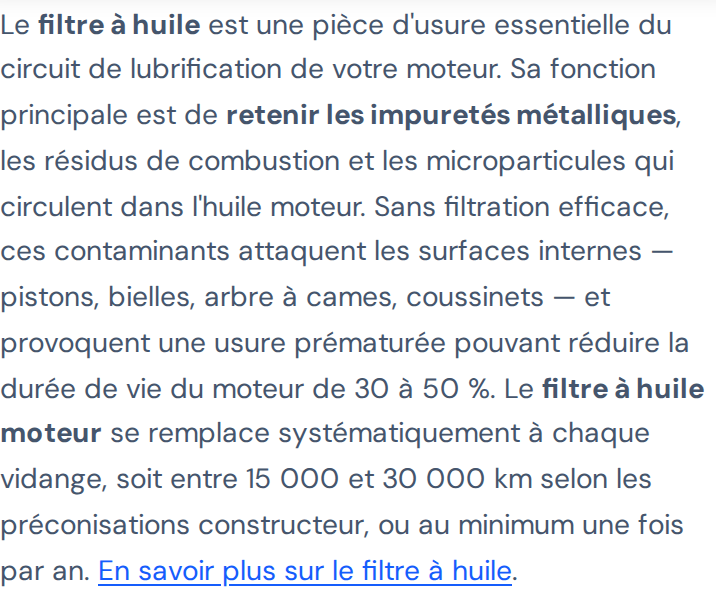 Le filtre à huile est une pièce d'usure essentielle du
circuit de lubrification de votre moteur. Sa fonction
principale est de retenir les impuretés métalliques,
les résidus de combustion et les microparticules qui
circulent dans l'huile moteur. Sans filtration efficace,
ces contaminants attaquent les surfaces internes —
pistons, bielles, arbre à cames, coussinets — et
provoquent une usure prématurée pouvant réduire la
durée de vie du moteur de 30 à 50 %. Le filtre à huile
moteur se remplace systématiquement à chaque
vidange, soit entre 15 000 et 30 000 km selon les
préconisations constructeur, ou au minimum une fois
par an. En savoir plus sur le filtre à huile.